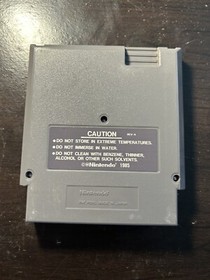 CAUTION
●DO NOT STORE IN EXTREME TEMPERATURES.
●DO NOT IMMERSE IN WATER.
●DO NOT CLEAN WITH BENZENE, THINNER,
ALCOHOL OR OTHER SUCH SOLVENTS.
©Nintendo 1985
Nintendo